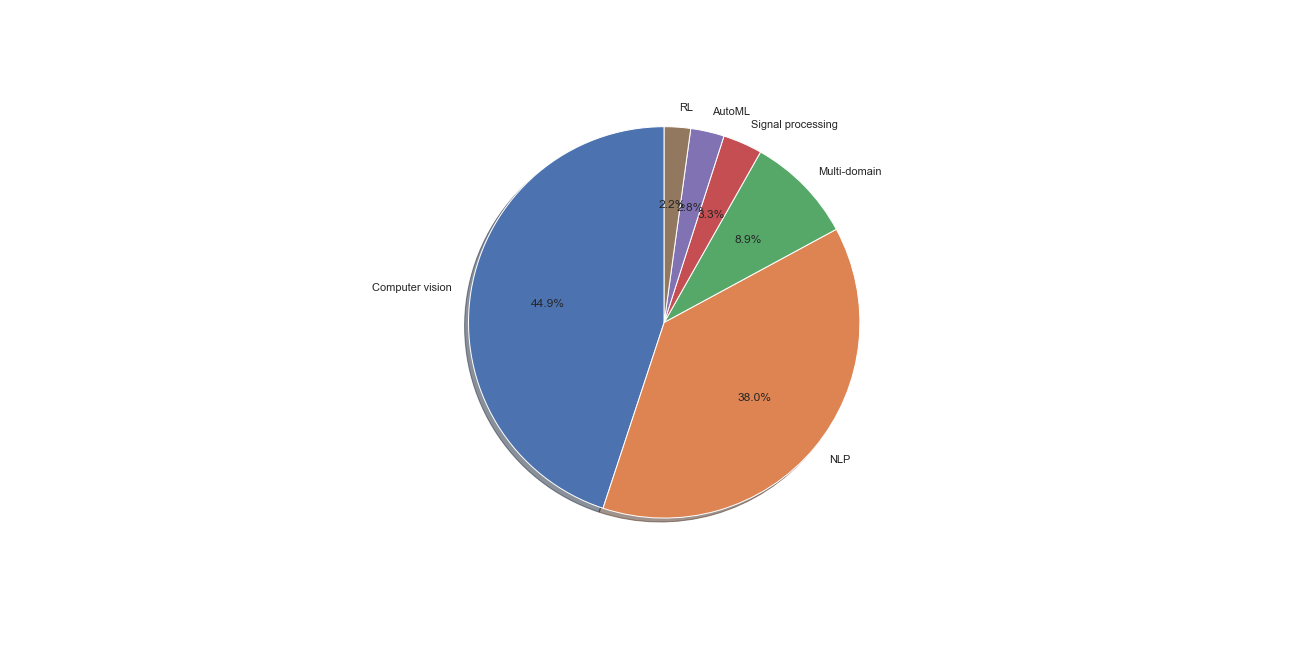 RL
AutoML
Signal processing
Multi-domain
2.2%
2.8%
3.3%
8.9%
Computer vision
44.9%
38.0%
NLP